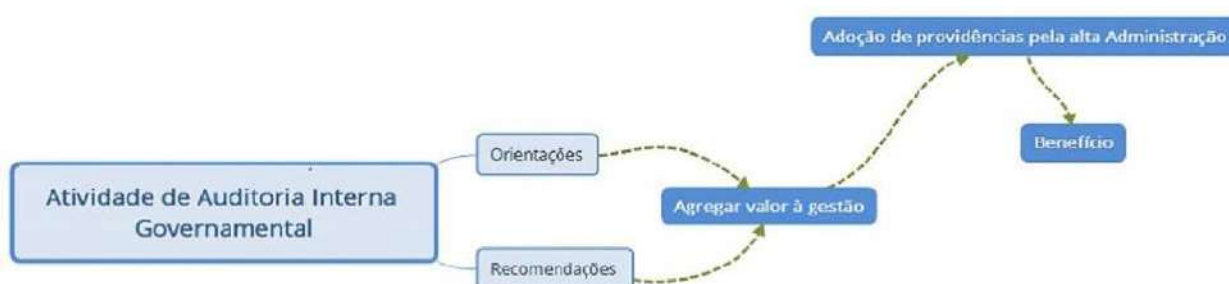 Adoção de providências pela alta Administração
Benefício
Orientações
Atividade de Auditoria Interna
Governamental
Agregar valor à gestão
Recomendações